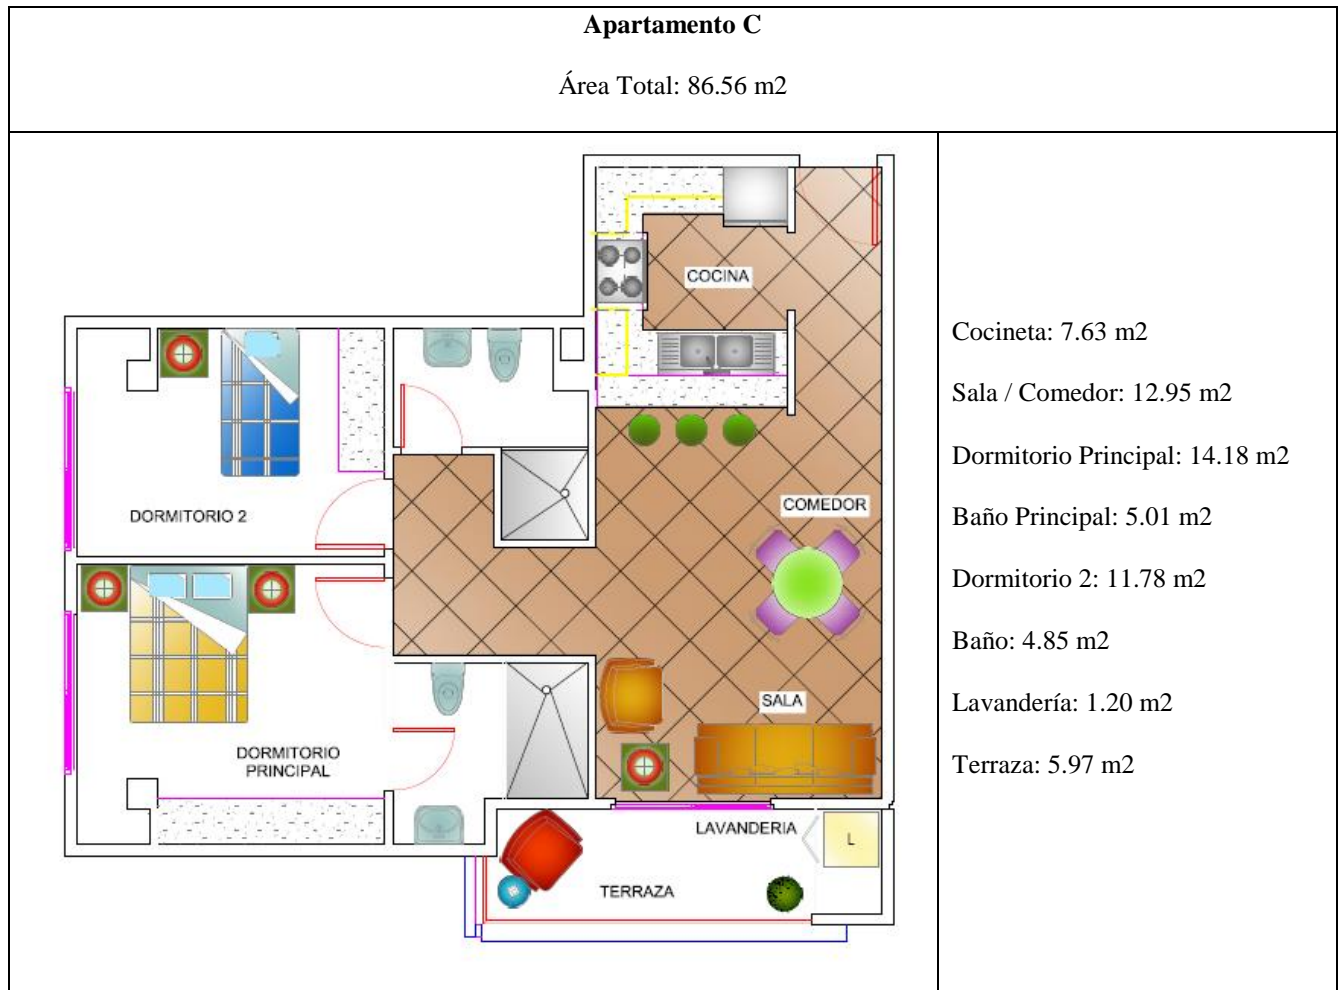 Apartamento C
Área Total: 86.56 m2
COCINA
DORMITORIO 2
COMEDOR
SALA
DORMITORIO
PRINCIPAL
LAVANDERIA
L
TERRAZA
Cocineta: 7.63 m2
Sala / Comedor: 12.95 m2
Dormitorio Principal: 14.18 m2
Baño Principal: 5.01 m2
Dormitorio 2: 11.78 m2
Baño: 4.85 m2
Lavandería: 1.20 m2
Terraza: 5.97 m2